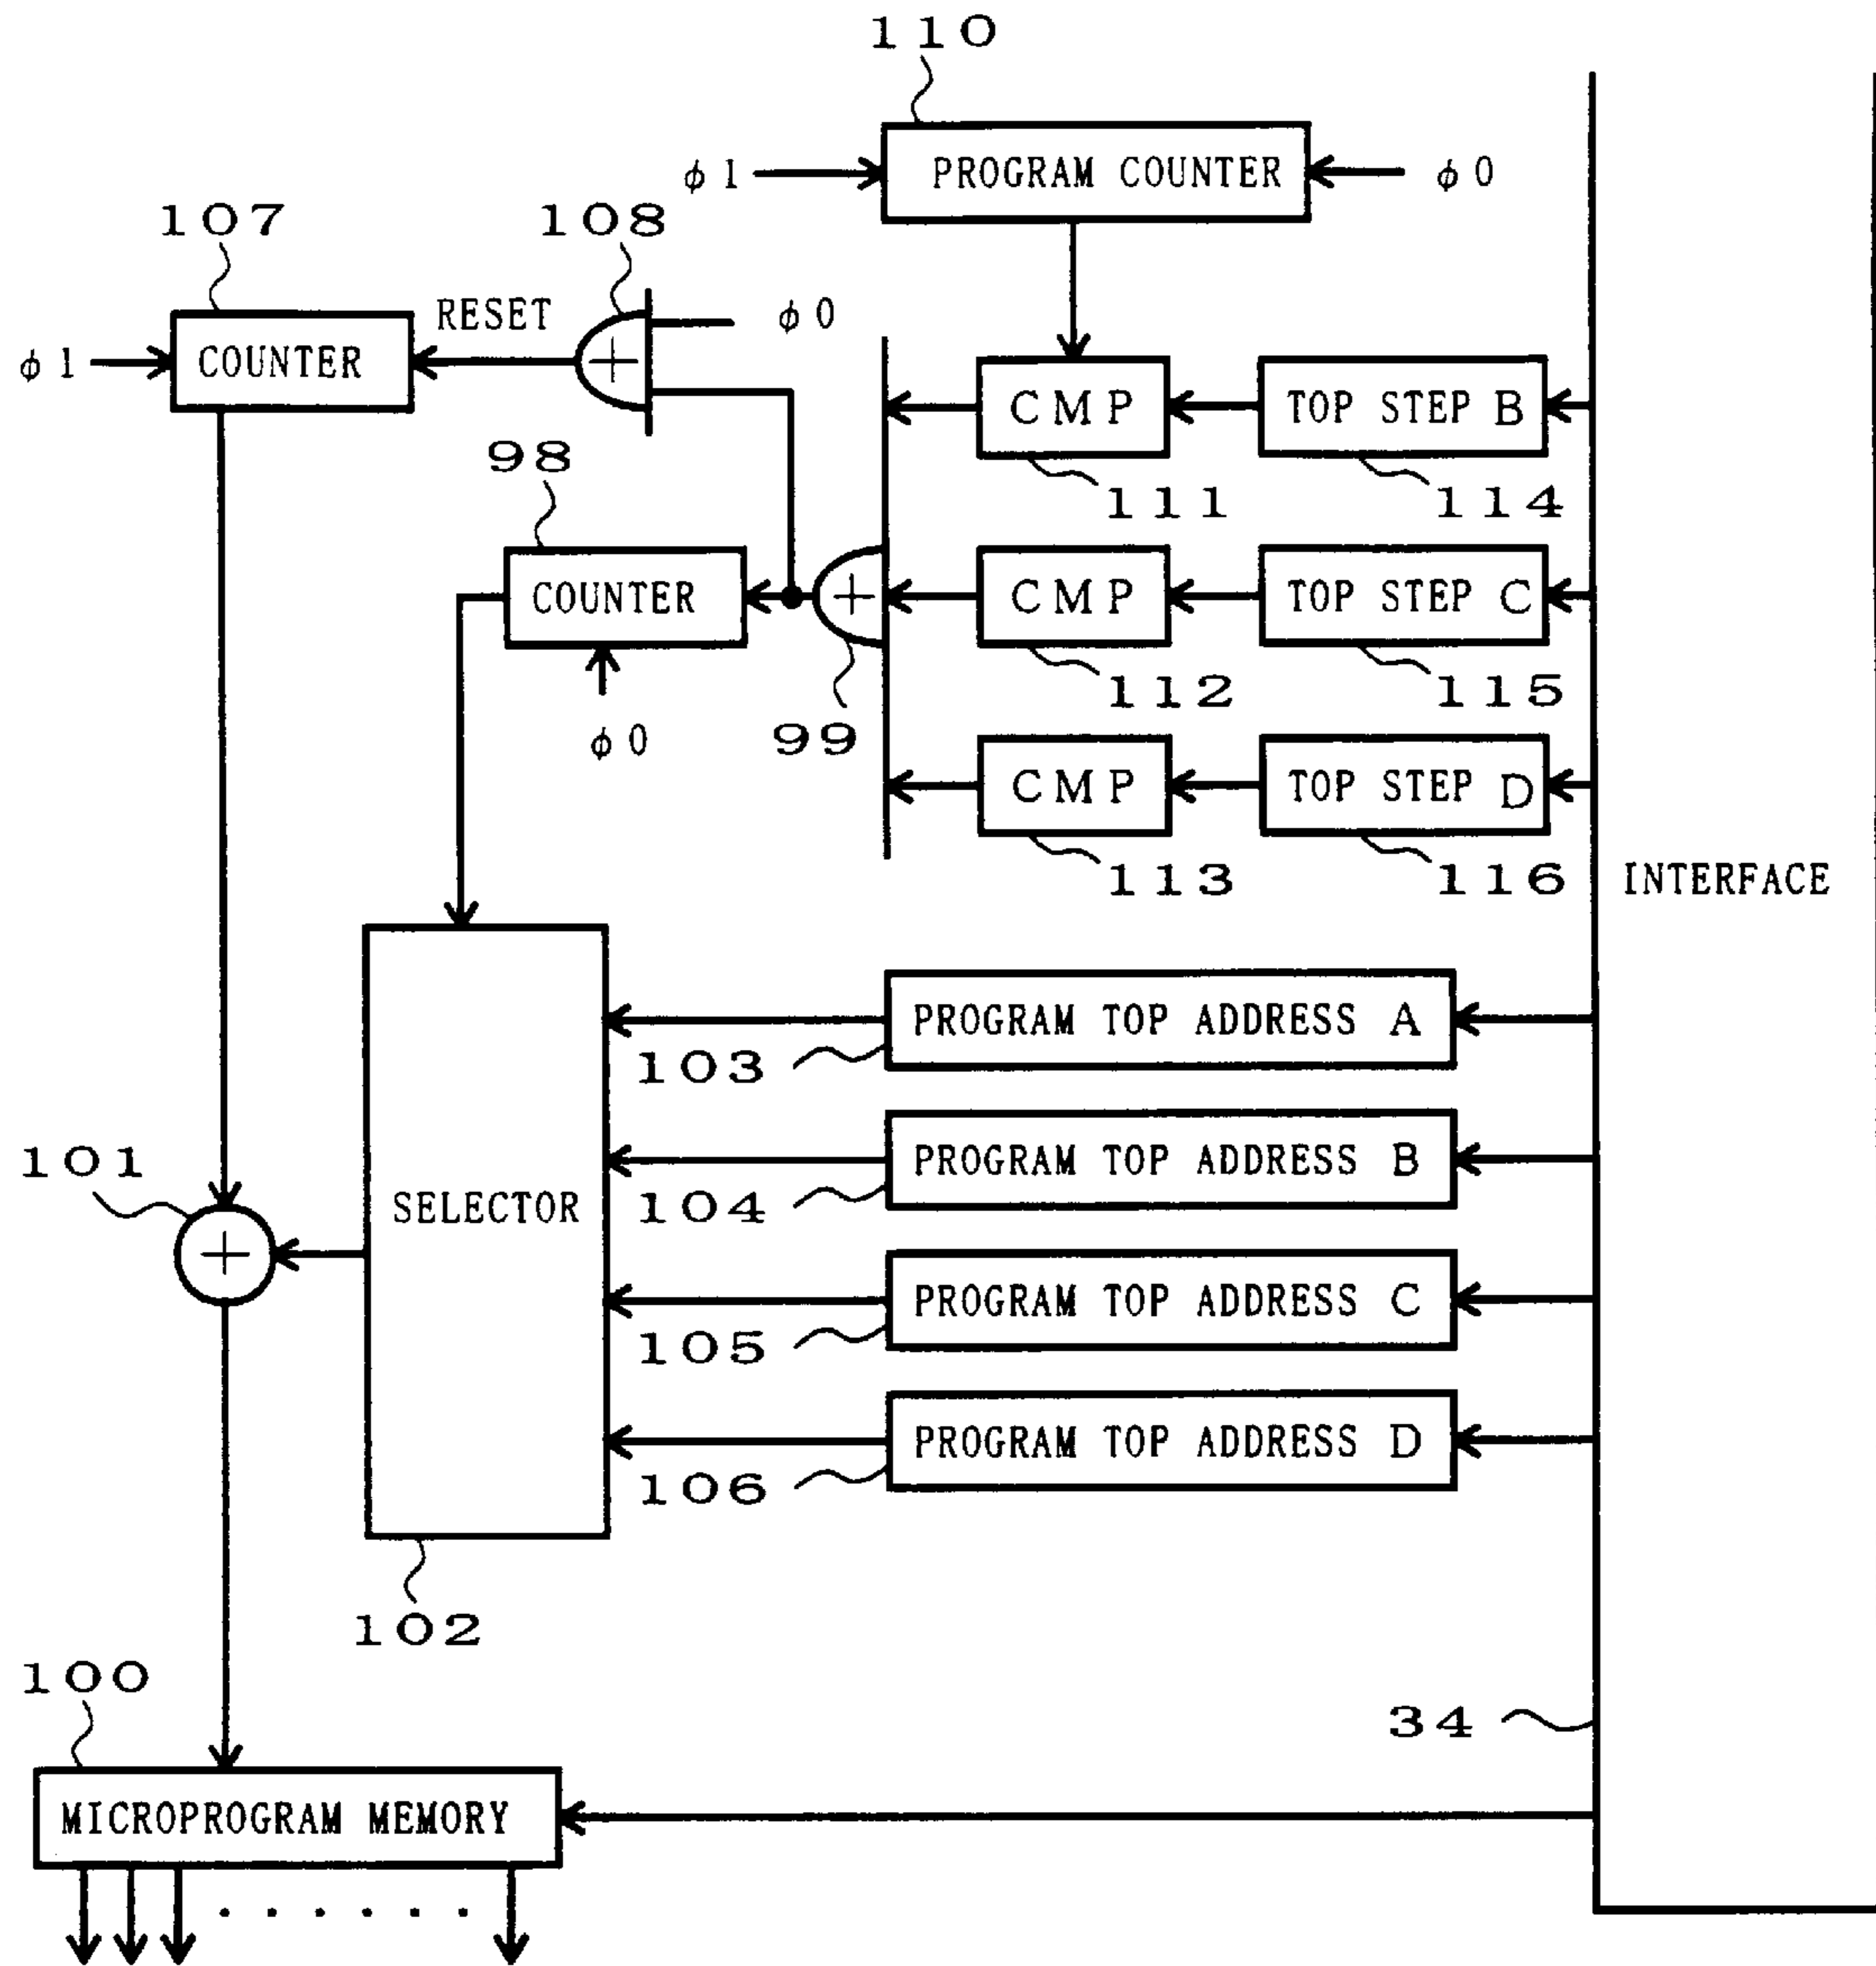 110
φ1
PROGRAM COUNTER
φ0
107
108
RESET
φ0
φ1
COUNTER
CMP
TOP STEP B
98
111
114
COUNTER
CMP
TOP STEP C
99
112
115
φ0
CMP
TOP STEP D
113
116
INTERFACE
PROGRAM TOP ADDRESS A
103
PROGRAM TOP ADDRESS B
101
SELECTOR
104
PROGRAM TOP ADDRESS C
105
PROGRAM TOP ADDRESS D
106
102
100
34
MICROPROGRAM MEMORY